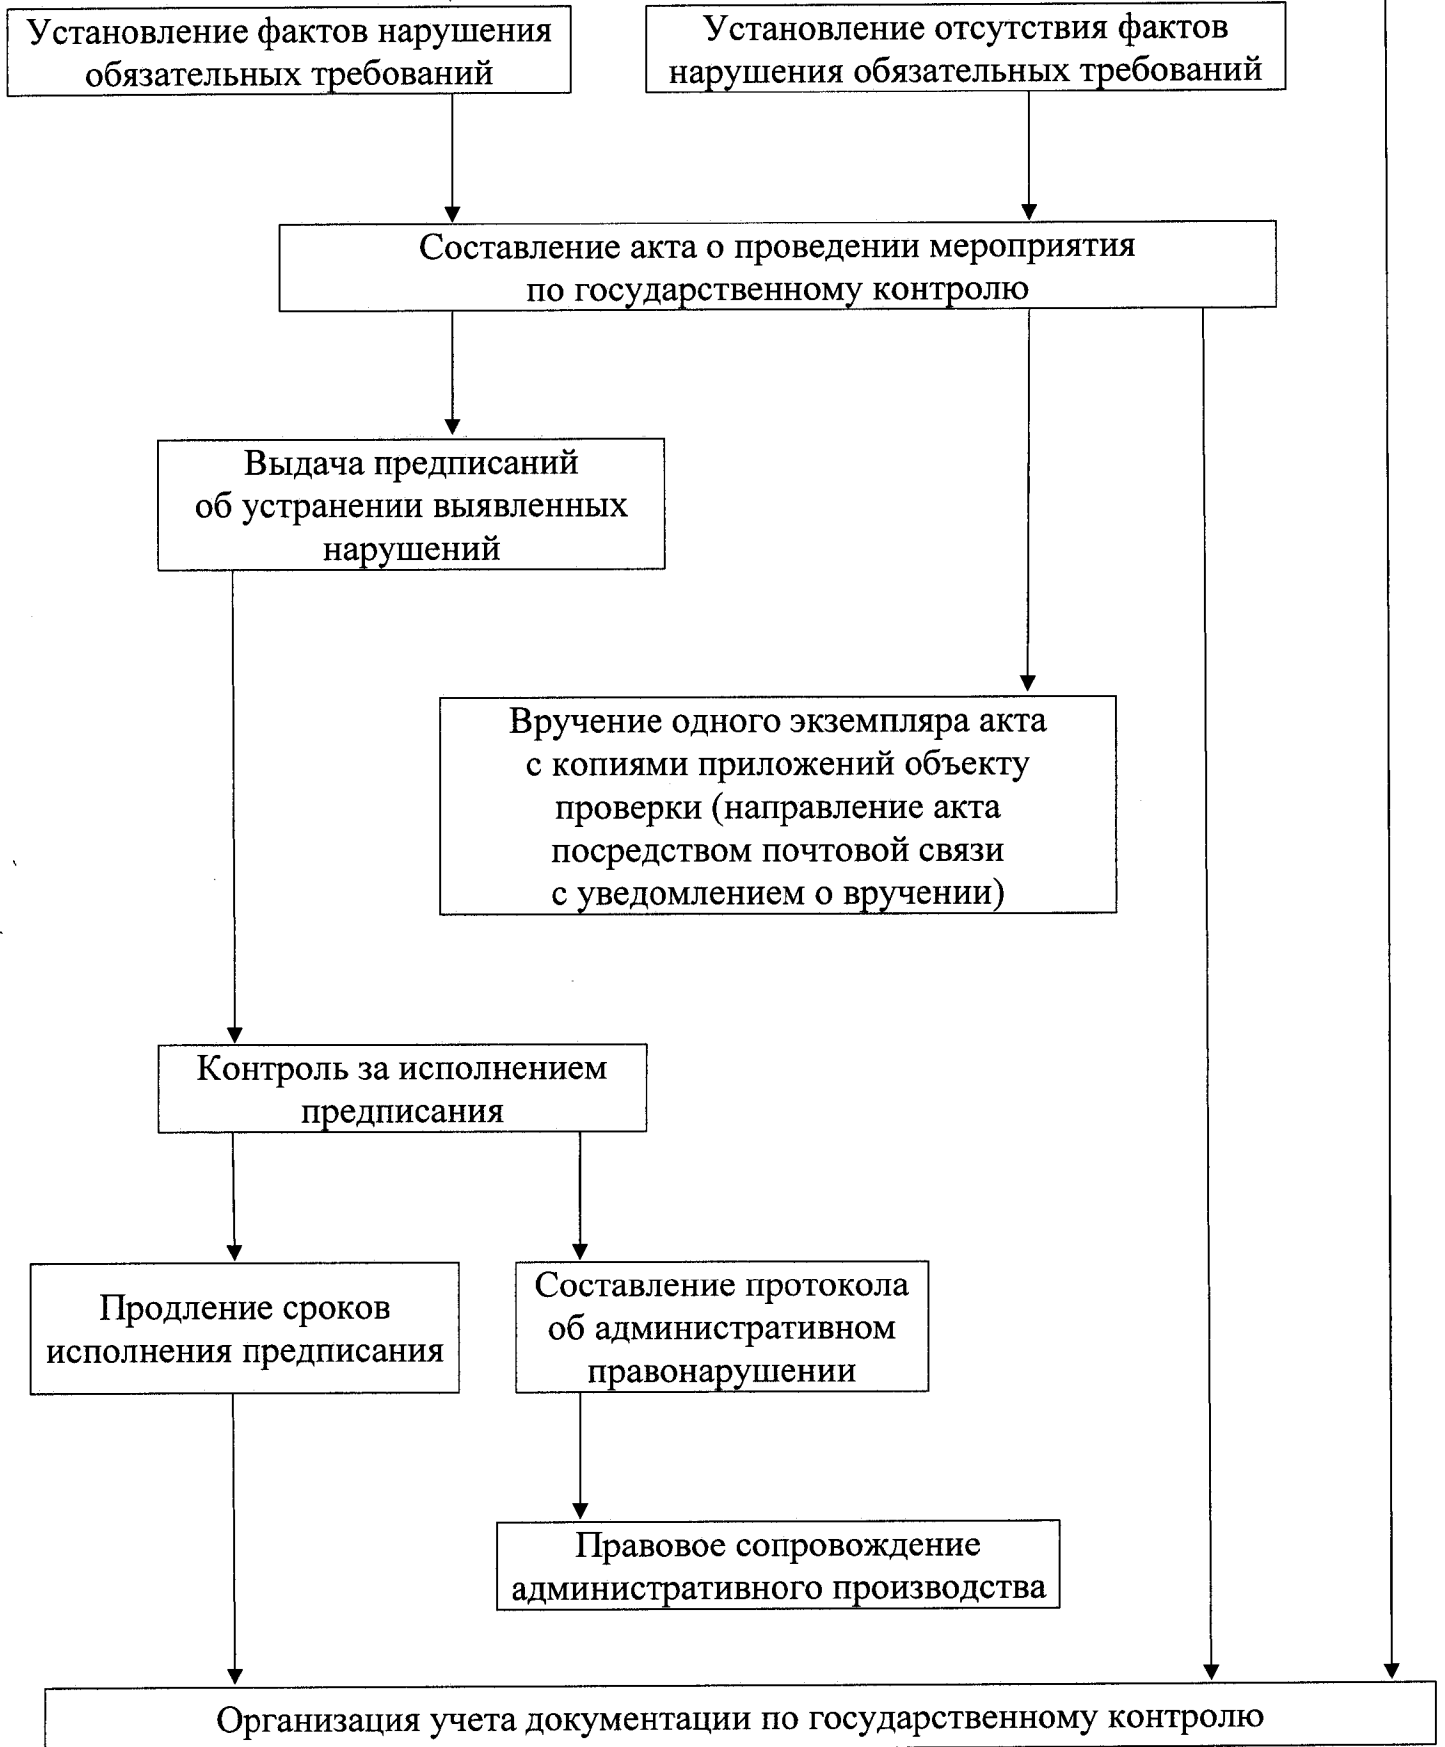 Установление фактов нарушения
обязательных требований
Установление отсутствия фактов
нарушения обязательных требований
Составление акта о проведении мероприятия
по государственному контролю
Выдача предписаний
об устранении выявленных
нарушений
Вручение одного экземпляра акта
с копиями приложений объекту
проверки (направление акта
посредством почтовой связи
с уведомлением о вручении)
Контроль за исполнением
предписания
Продление сроков
исполнения предписания
Составление протокола
об административном
правонарушении
Правовое сопровождение
административного производства
Организация учета документации по государственному контролю